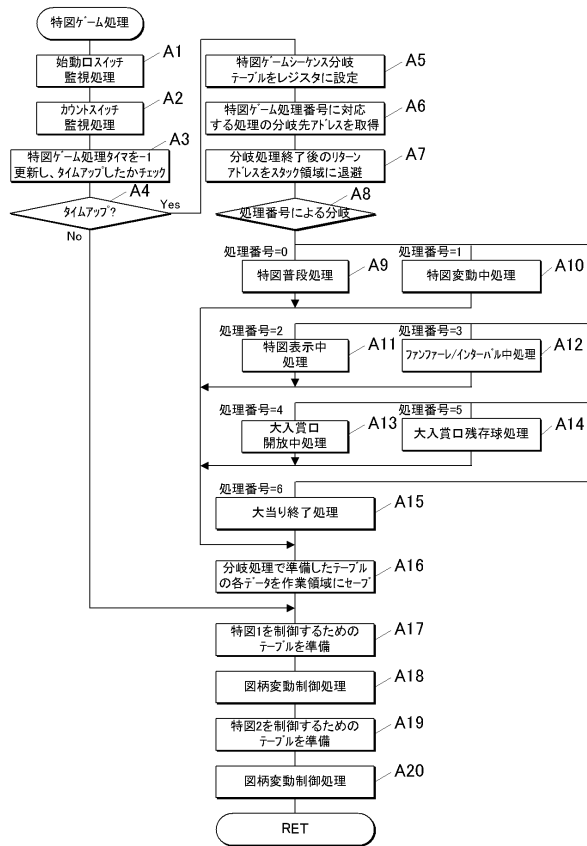 特図ゲーム処理
始動口スイッチ
監視処理
A1
カウントスイッチ
監視処理
A2
特図ゲーム処理タイマを-1
更新し、タイムアップしたかチェック
A3
タイムアップ?
A4
Yes
No
特図ゲームシーケンス分岐
テーブルをレジスタに設定
A5
特図ゲーム処理番号に対応
する処理の分岐先アドレスを取得
A6
分岐処理終了後のリターン
アドレスをスタック領域に退避
A7
処理番号による分岐
A8
処理番号=0
特図普段処理
A9
処理番号=1
特図変動中処理
A10
処理番号=2
特図表示中
処理
A11
処理番号=3
ファンファーレ/インターバル中処理
A12
処理番号=4
大入賞口
開放中処理
A13
処理番号=5
大入賞口残存球処理
A14
処理番号=6
大当り終了処理
A15
分岐処理で準備したテーブル
の各データを作業領域にセーブ
A16
特図1を制御するための
テーブルを準備
A17
図柄変動制御処理
A18
特図2を制御するための
テーブルを準備
A19
図柄変動制御処理
A20
RET